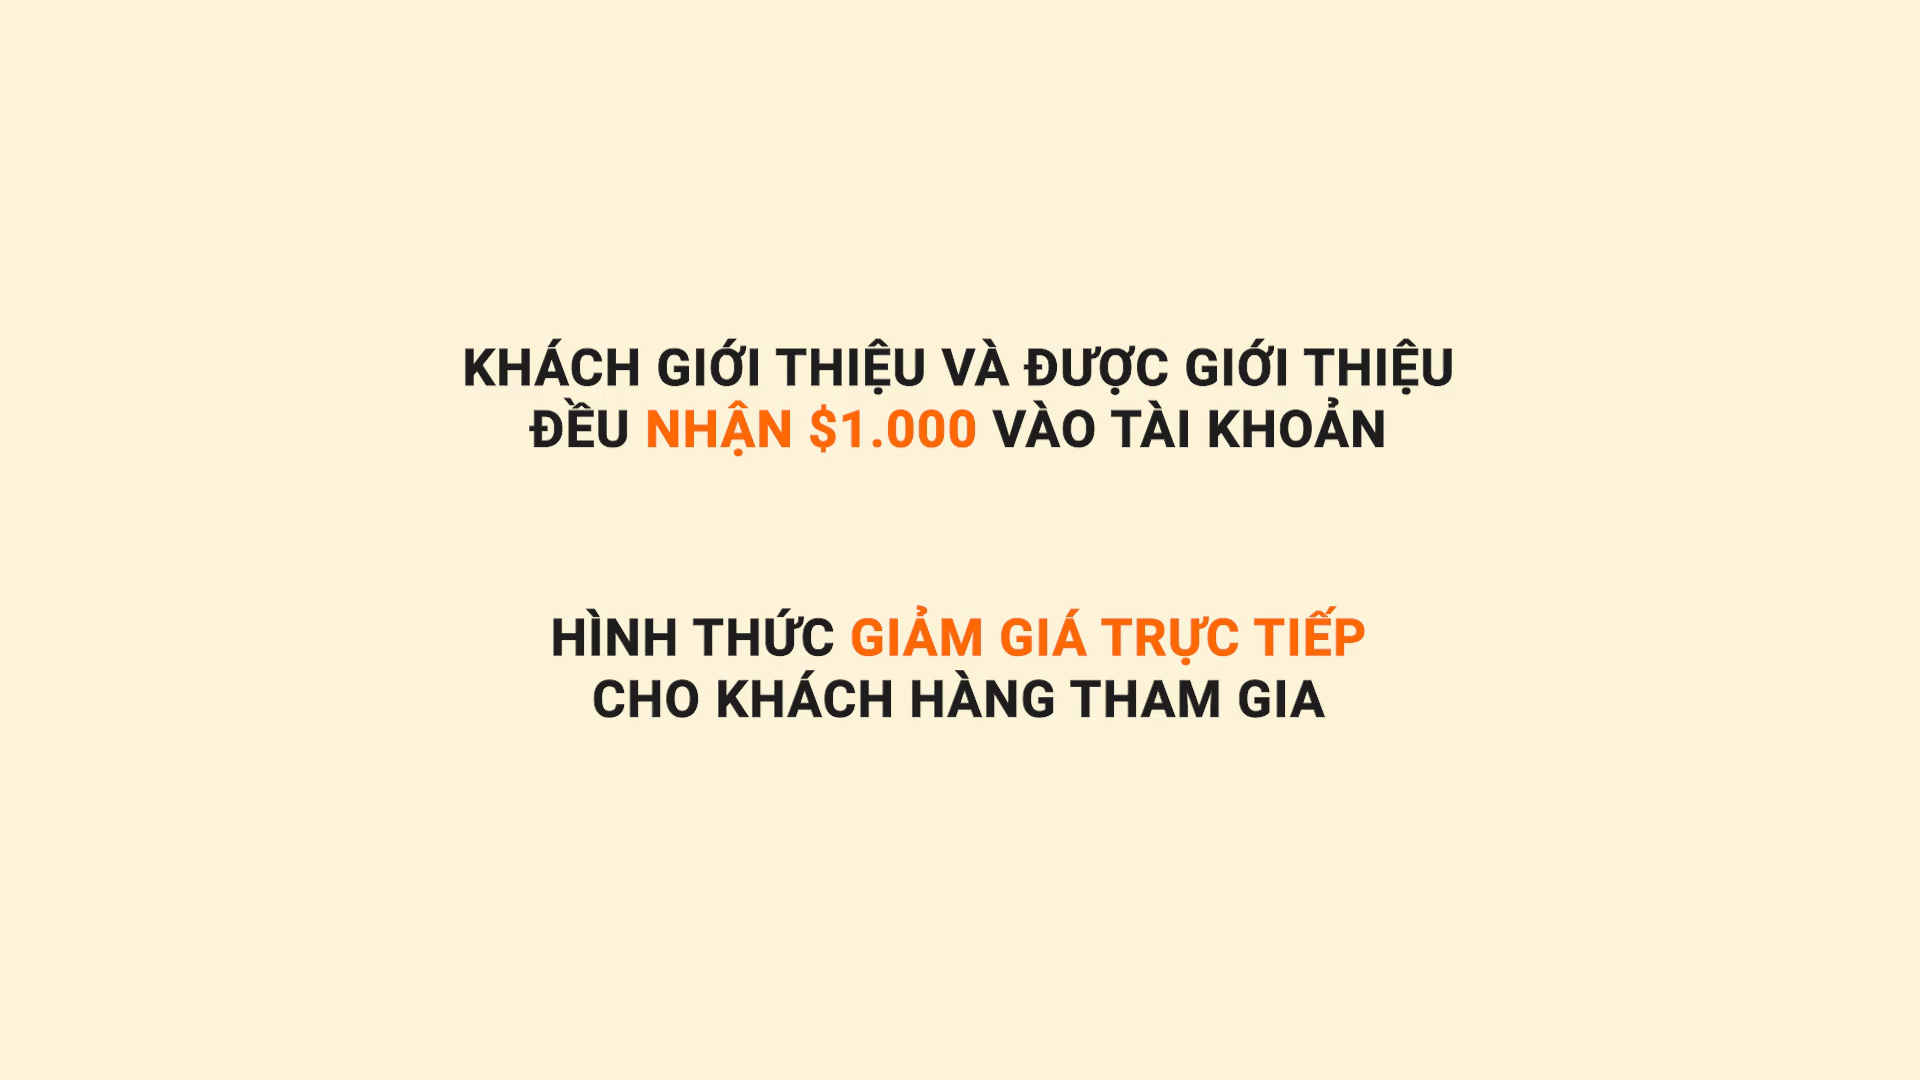 KHÁCH GIỚI THIỆU VÀ ĐƯỢC GIỚI THIỆU
ĐỀU NHẬN $1.000 VÀO TÀI KHOẢN
HÌNH THỨC GIẢM GIÁ TRỰC TIẾP
CHO KHÁCH HÀNG THAM GIA